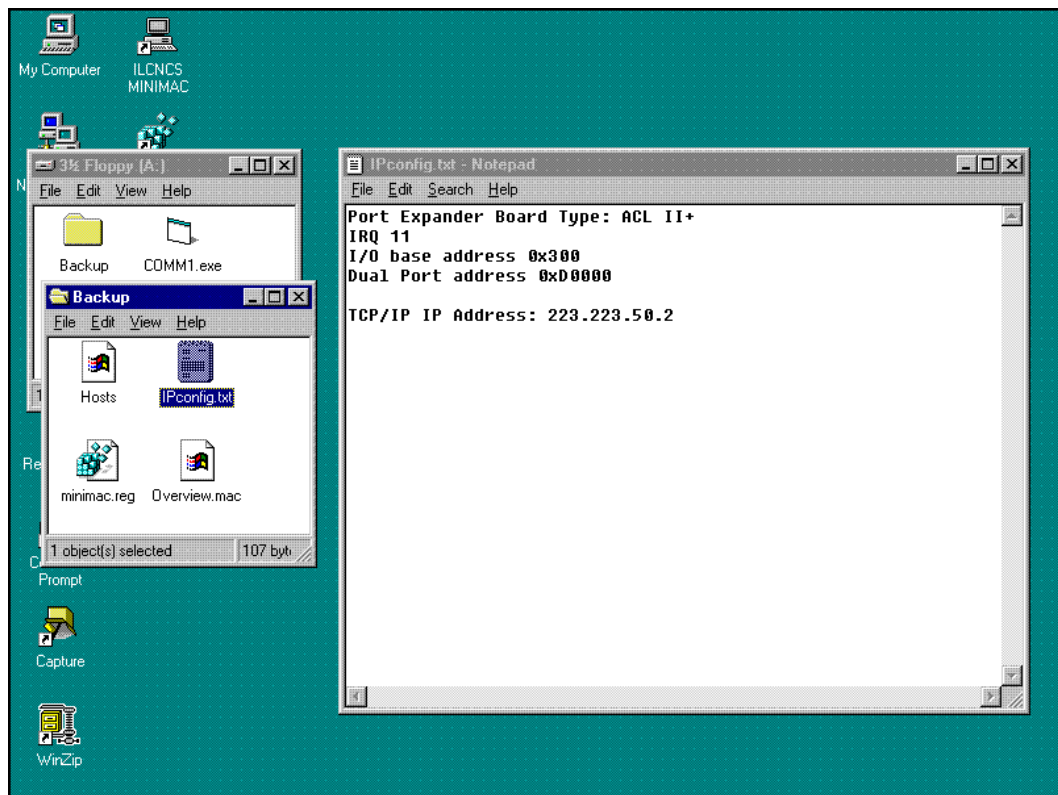 My Computer
ILCNCS
MINIMAC
N
3½ Floppy (A:)
File Edit View Help
Backup
COMM1.exe
1
Backup
File Edit View Help
Hosts
IPconfig.txt
minimac.reg
Overview.mac
1 object(s) selected
107 byt
Re
C
Prompt
Capture
WinZip
IPconfig.txt - Notepad
File Edit Search Help
Port Expander Board Type: ACL II+
IRQ 11
I/O base address 0x300
Dual Port address 0xD0000
TCP/IP IP Address: 223.223.50.2